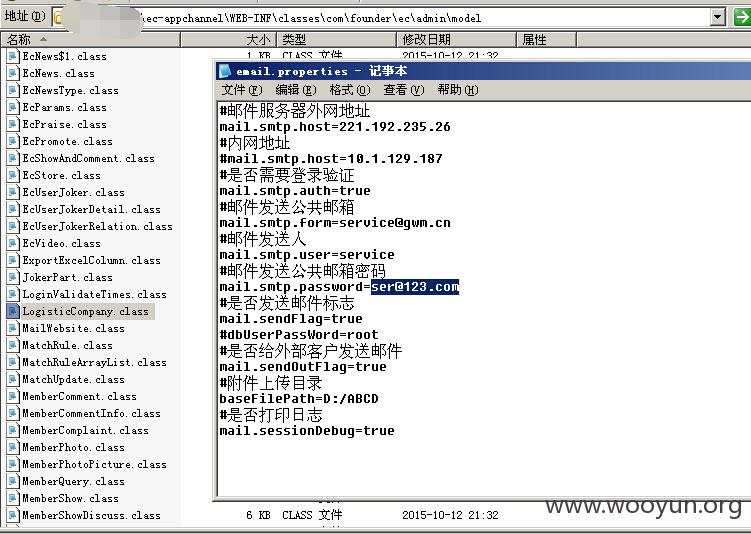 地址(D)
\ec-appchannel\WEB-INF\classes\com\founder\ec\admin\model
名称 大小 类型 修改日期 属性
EcNews$1.class 1 KB CLASS 文件 2015-10-12 21:32
EcNews.class
EcNewsType.class
EcParams.class
EcPraise.class
EcPromote.class
EcShowAndComment.class
EcStore.class
EcUserJoker.class
EcUserJokerDetail.class
EcUserJokerRelation.class
EcVideo.class
ExportExcelColumn.class
JokerPart.class
LoginValidateTimes.class
LogisticCompany.class
MailWebsite.class
MatchRule.class
MatchRuleArrayList.class
MatchUpdate.class
MemberComment.class
MemberCommentInfo.class
MemberComplaint.class
MemberPhoto.class
MemberPhotoPicture.class
MemberQuery.class
MemberShow.class
MemberShowDiscuss.class 6 KB CLASS 文件 2015-10-12 21:32
email.properties - 记事本
文件(F) 编辑(E) 格式(O) 查看(V) 帮助(H)
#邮件服务器外网地址
mail.smtp.host=221.192.235.26
#内网地址
#mail.smtp.host=10.1.129.187
#是否需要登录验证
mail.smtp.auth=true
#邮件发送公共邮箱
mail.smtp.form=service@gwm.cn
#邮件发送人
mail.smtp.user=service
#邮件发送公共邮箱密码
mail.smtp.password=ser@123.com
#是否发送邮件标志
mail.sendFlag=true
#dbUserPassWord=root
#是否给外部客户发送邮件
mail.sendOutFlag=true
#附件上传目录
baseFilePath=D:/ABCD
#是否打印日志
mail.sessionDebug=true
www.wooyun.org